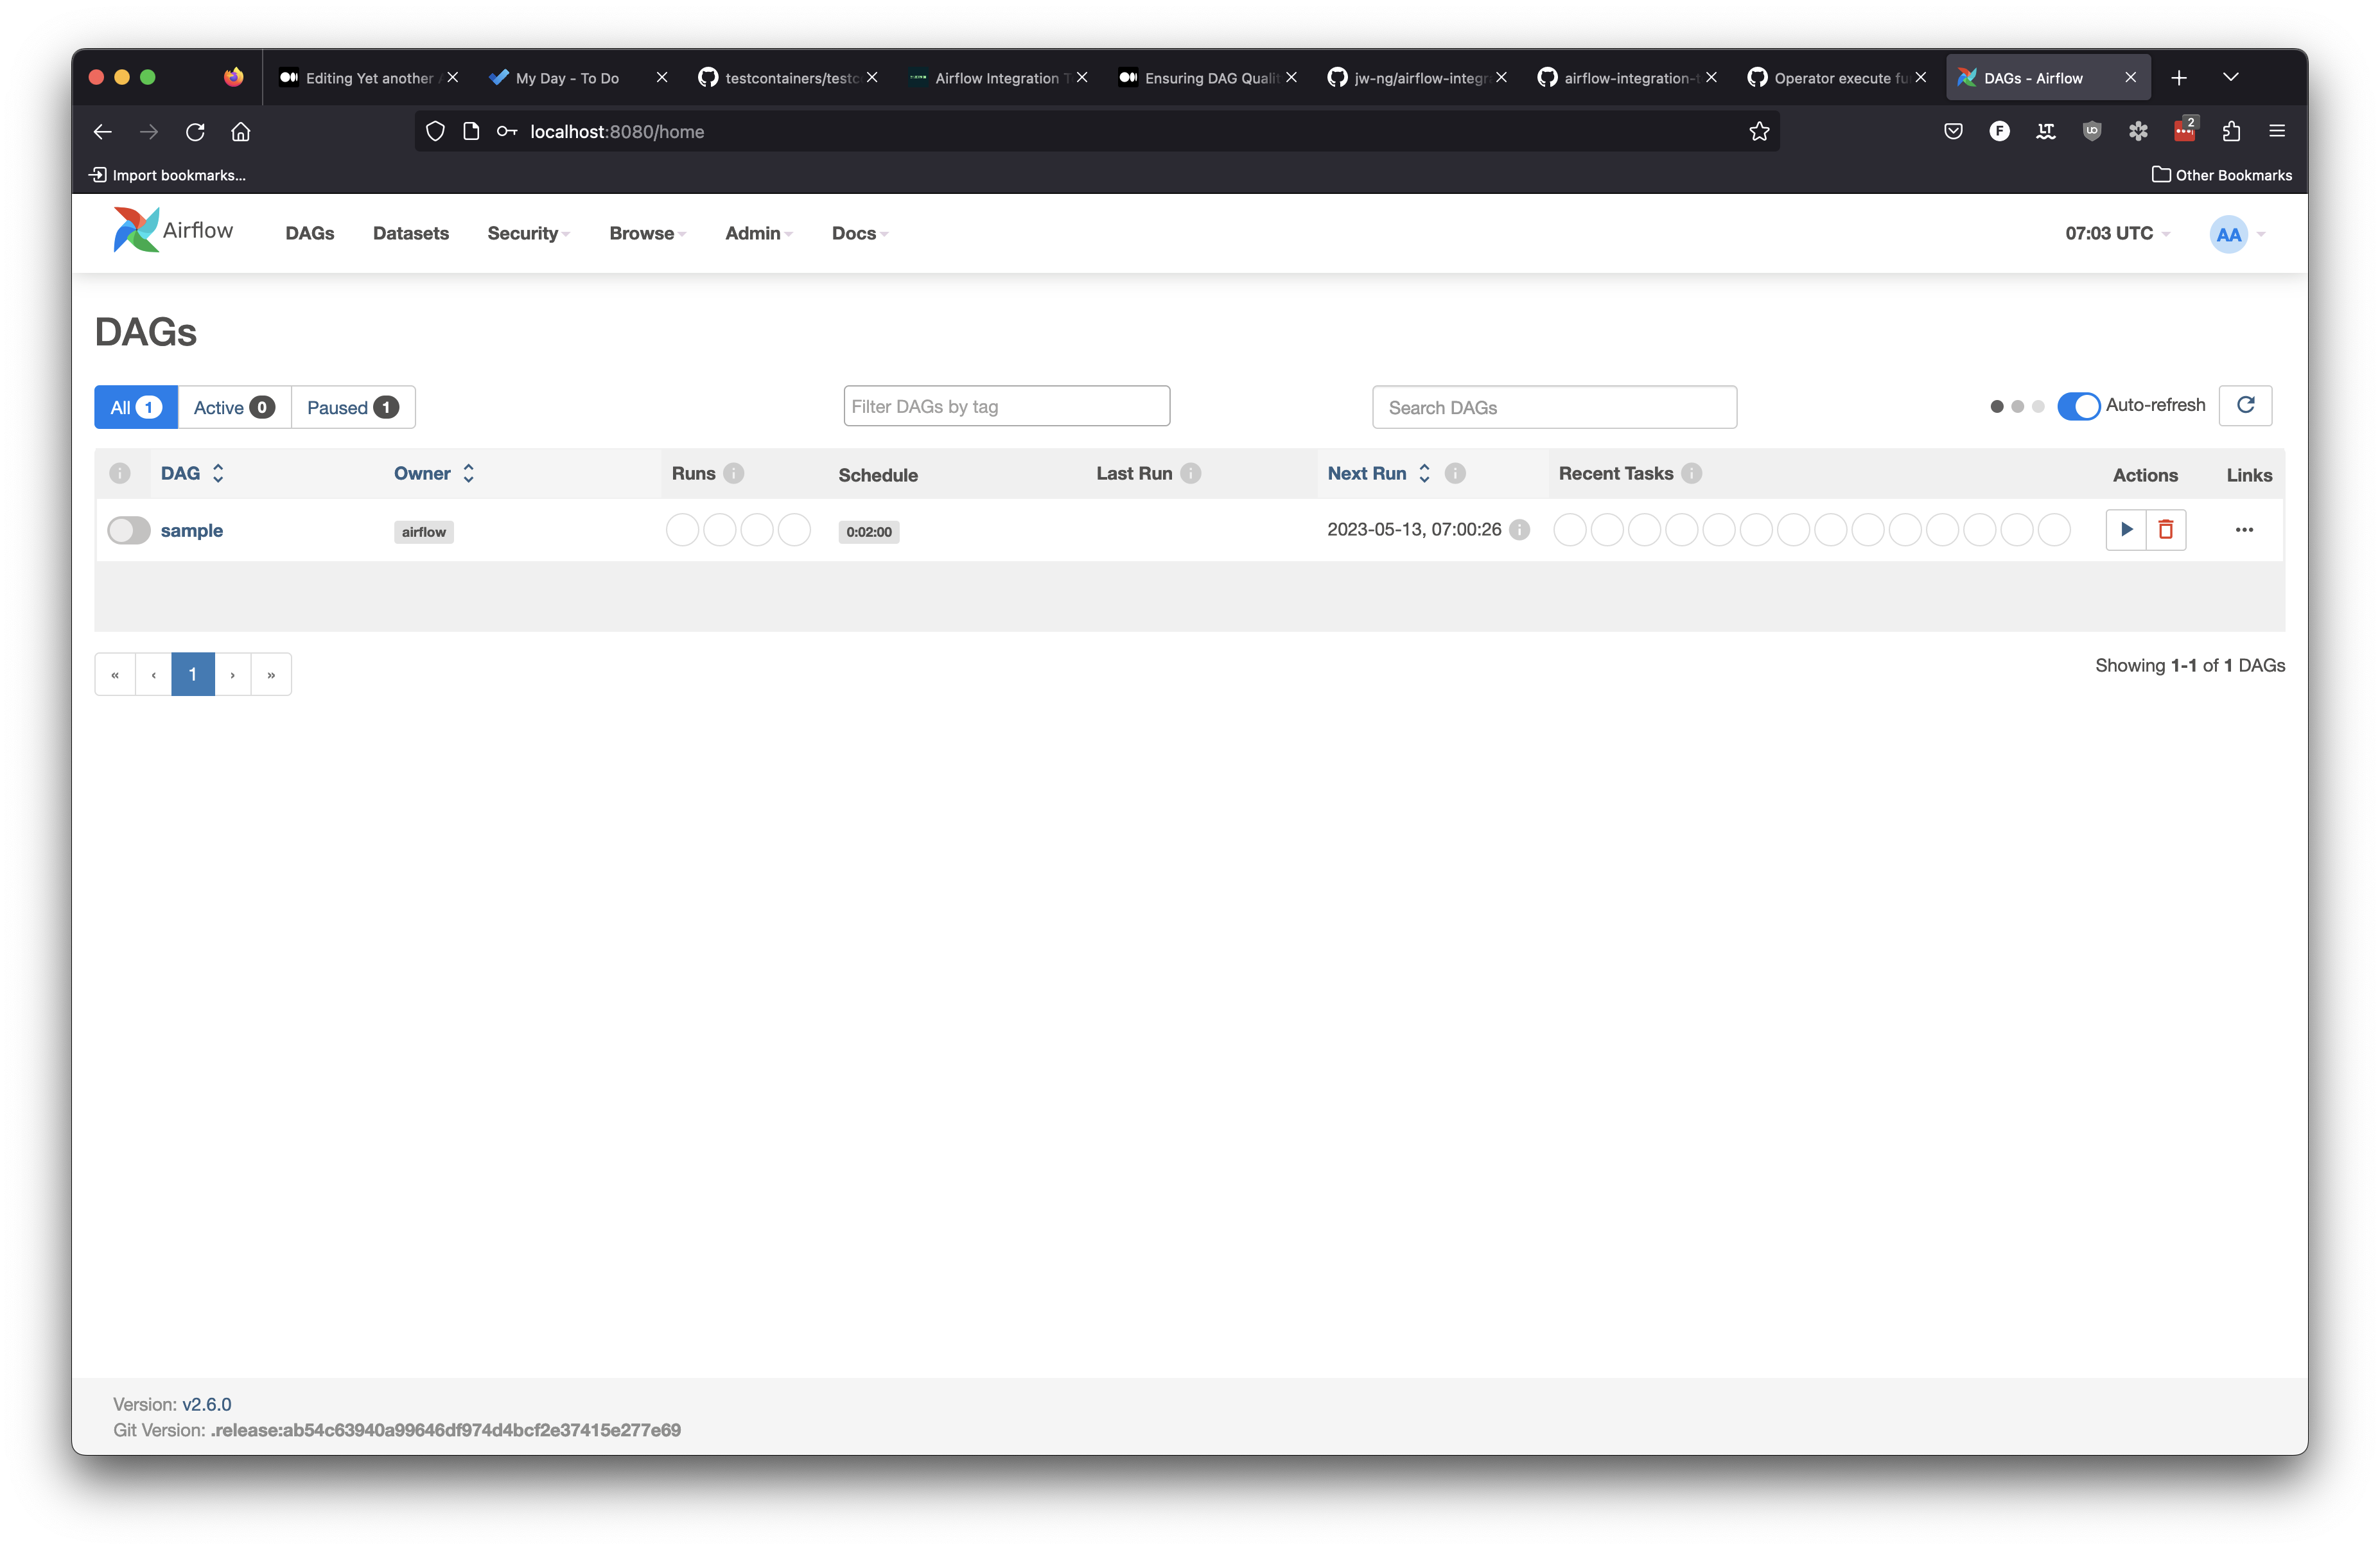 Editing Yet another A
My Day - To Do
testcontainers/testc
Airflow Integration T
Ensuring DAG Qualit
jw-ng/airflow-integr
airflow-integration-t
Operator execute fu
DAGs - Airflow
localhost:8080/home
2
Import bookmarks...
Other Bookmarks
Airflow
DAGs
Datasets
Security
Browse
Admin
Docs
07:03 UTC
AA
DAGs
All 1
Active 0
Paused 1
Filter DAGs by tag
Search DAGs
Auto-refresh
DAG
Owner
Runs
Schedule
Last Run
Next Run
Recent Tasks
Actions
Links
sample
airflow
0:02:00
2023-05-13, 07:00:26
« ‹ 1 › »
Showing 1-1 of 1 DAGs
Version: v2.6.0
Git Version: .release:ab54c63940a99646df974d4bcf2e37415e277e69